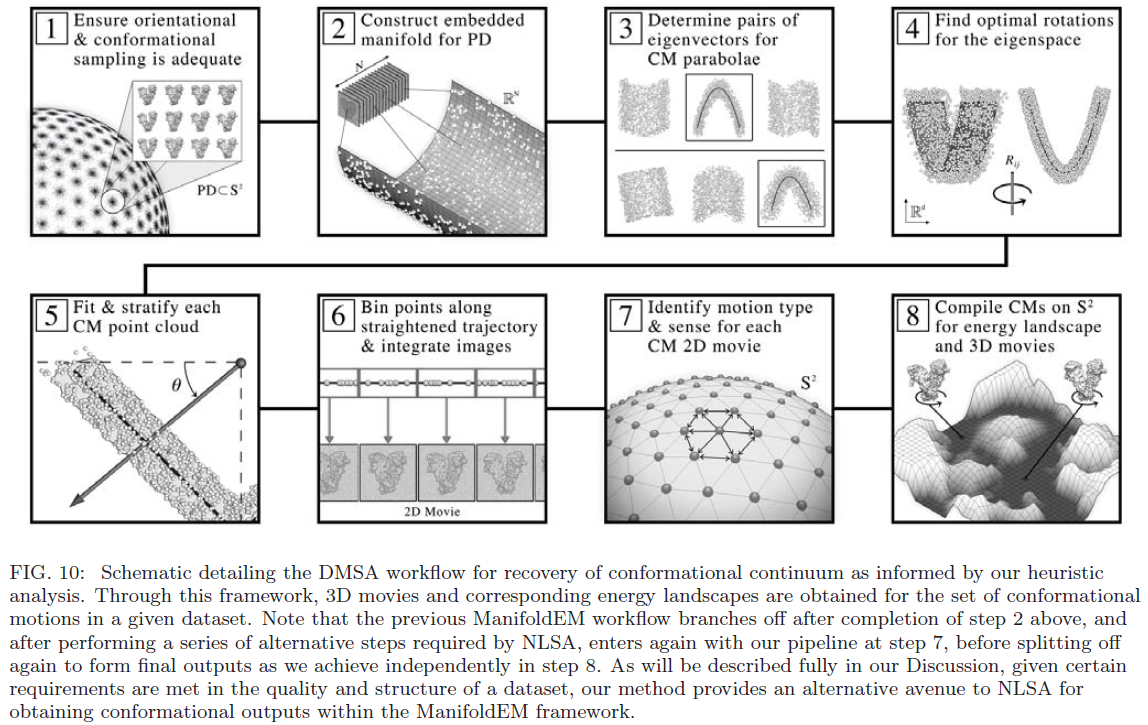 1 Ensure orientational
& conformational
sampling is adequate
PD⊂S²
2 Construct embedded
manifold for PD
N
ℝᴺ
3 Determine pairs of
eigenvectors for
CM parabolae
4 Find optimal rotations
for the eigenspace
Rᵢⱼ
ℝᵈ
5 Fit & stratify each
CM point cloud
θ
6 Bin points along
straightened trajectory
& integrate images
2D Movie
7 Identify motion type
& sense for each
CM 2D movie
S²
8 Compile CMs on S²
for energy landscape
and 3D movies
FIG. 10: Schematic detailing the DMSA workflow for recovery of conformational continuum as informed by our heuristic
analysis. Through this framework, 3D movies and corresponding energy landscapes are obtained for the set of conformational
motions in a given dataset. Note that the previous ManifoldEM workflow branches off after completion of step 2 above, and
after performing a series of alternative steps required by NLSA, enters again with our pipeline at step 7, before splitting off
again to form final outputs as we achieve independently in step 8. As will be described fully in our Discussion, given certain
requirements are met in the quality and structure of a dataset, our method provides an alternative avenue to NLSA for
obtaining conformational outputs within the ManifoldEM framework.